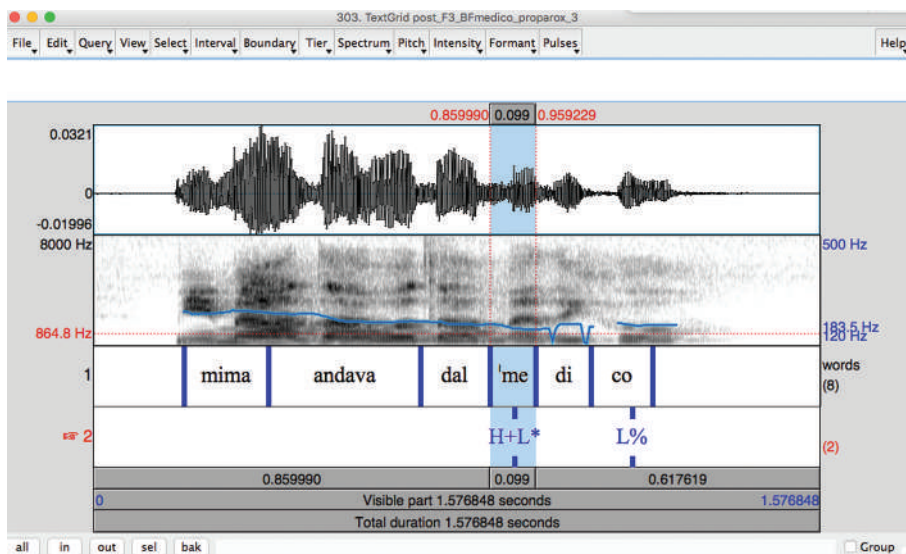 303. TextGrid post_F3_BFmedico_proparox_3
File Edit Query View Select Interval Boundary Tier Spectrum Pitch Intensity Formant Pulses Help
0.859990 0.099 0.959229
0.0321
0
-0.01996
8000 Hz 500 Hz
864.8 Hz 183.5 Hz
120 Hz
1 mima andava dal ˈme di co words
(8)
☞ 2 H+L* L% (2)
0.859990 0.099 0.617619
0 Visible part 1.576848 seconds 1.576848
Total duration 1.576848 seconds
all in out sel bak Group